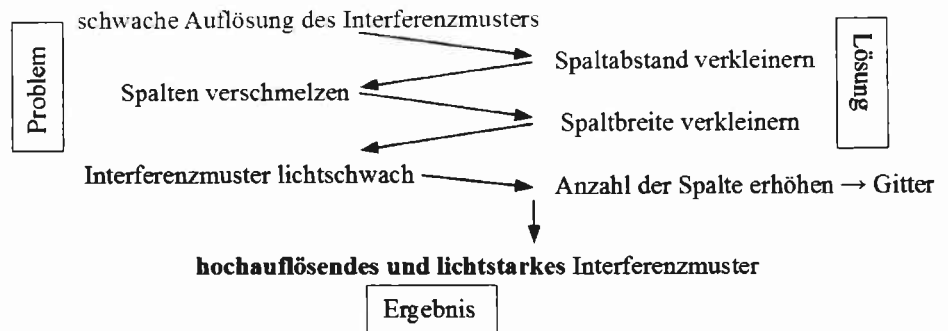 schwache Auflösung des Interferenzmusters
Problem
Lösung
Spaltabstand verkleinern
Spalten verschmelzen
Spaltbreite verkleinern
Interferenzmuster lichtschwach
Anzahl der Spalte erhöhen → Gitter
hochauflösendes und lichtstarkes Interferenzmuster
Ergebnis